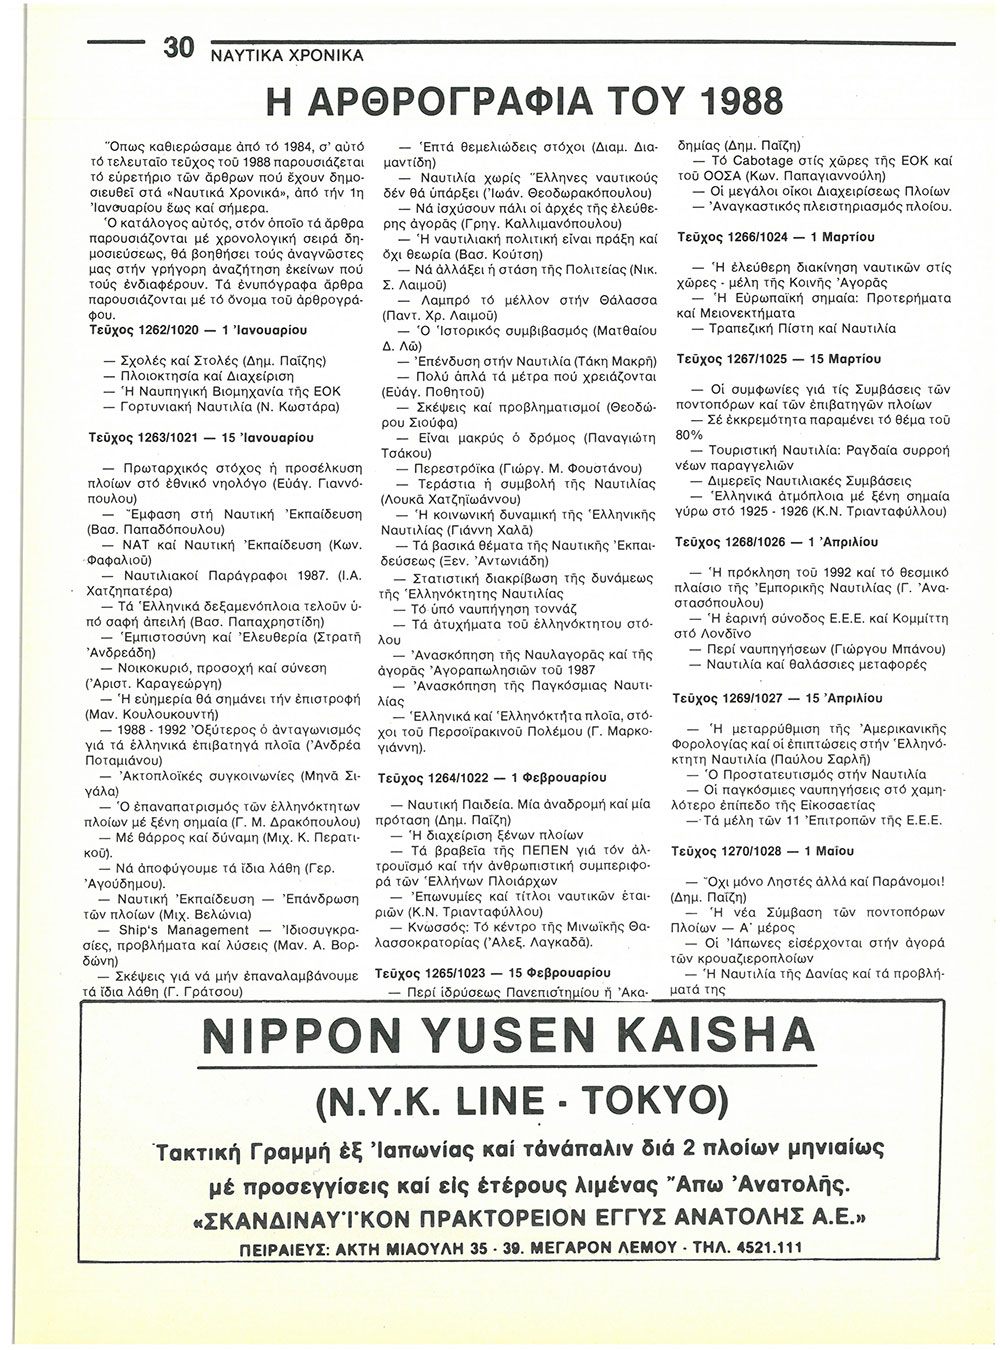 30 ΝΑΥΤΙΚΑ ΧΡΟΝΙΚΑ
Η ΑΡΘΡΟΓΡΑΦΙΑ ΤΟΥ 1988
Ὅπως καθιερώσαμε ἀπό τό 1984, σ' αὐτό
τό τελευταῖο τεῦχος τοῦ 1988 παρουσιάζεται
τό εὑρετήριο τῶν ἄρθρων πού ἔχουν δημο-
σιευθεῖ στά «Ναυτικά Χρονικά», ἀπό τήν 1η
Ἰανουαρίου ἕως καί σήμερα.
Ὁ κατάλογος αὐτός, στόν ὁποῖο τά ἄρθρα
παρουσιάζονται μέ χρονολογική σειρά δη-
μοσιεύσεως, θά βοηθήσει τούς ἀναγνῶστες
μας στήν γρήγορη ἀναζήτηση ἐκείνων πού
τούς ἐνδιαφέρουν. Τά ἐνυπόγραφα ἄρθρα
παρουσιάζονται μέ τό ὄνομα τοῦ ἀρθρογρά-
φου.
Τεῦχος 1262/1020 — 1 Ἰανουαρίου
— Σχολές καί Στολές (Δημ. Παΐζης)
— Πλοιοκτησία καί Διαχείριση
— Ἡ Ναυπηγική Βιομηχανία τῆς ΕΟΚ
— Γορτυνιακή Ναυτιλία (Ν. Κωστάρα)
Τεῦχος 1263/1021 — 15 Ἰανουαρίου
— Πρωταρχικός στόχος ἡ προσέλκυση
πλοίων στό ἐθνικό νηολόγο (Εὐάγ. Γιαννό-
πουλου)
— Ἔμφαση στή Ναυτική Ἐκπαίδευση
(Βασ. Παπαδόπουλου)
— ΝΑΤ καί Ναυτική Ἐκπαίδευση (Κων.
Φαφαλιοῦ)
— Ναυτιλιακοί Παράγραφοι 1987. (Ι.Α.
Χατζηπατέρα)
— Τά Ἑλληνικά δεξαμενόπλοια τελοῦν ὑ-
πό σαφή ἀπειλή (Βασ. Παπαχρηστίδη)
— Ἐμπιστοσύνη καί Ἐλευθερία (Στρατῆ
Ἀνδρεάδη)
— Νοικοκυριό, προσοχή καί σύνεση
(Ἀριστ. Καραγεώργη)
— Ἡ εὐημερία θά σημάνει τήν ἐπιστροφή
(Μαν. Κουλουκουντῆ)
— 1988 - 1992 Ὀξύτερος ὁ ἀνταγωνισμός
γιά τά ἑλληνικά ἐπιβατηγά πλοῖα (Ἀνδρέα
Ποταμιάνου)
— Ἀκτοπλοϊκές συγκοινωνίες (Μηνᾶ Σι-
γάλα)
— Ὁ ἐπαναπατρισμός τῶν ἑλληνόκτητων
πλοίων μέ ξένη σημαία (Γ. Μ. Δρακόπουλου)
— Μέ θάρρος καί δύναμη (Μιχ. Κ. Περατι-
κοῦ).
— Νά ἀποφύγουμε τά ἴδια λάθη (Γερ.
Ἀγούδημου).
— Ναυτική Ἐκπαίδευση — Ἐπάνδρωση
τῶν πλοίων (Μιχ. Βελώνια)
— Ship's Management — Ἰδιοσυγκρα-
σίες, προβλήματα καί λύσεις (Μαν. Α. Βορ-
δώνη)
— Σκέψεις γιά νά μήν ἐπαναλαμβάνουμε
τά ἴδια λάθη (Γ. Γράτσου)
— Ἑπτά θεμελιώδεις στόχοι (Διαμ. Δια-
μαντίδη)
— Ναυτιλία χωρίς Ἕλληνες ναυτικούς
δέν θά ὑπάρξει (Ἰωάν. Θεοδωρακόπουλου)
— Νά ἰσχύσουν πάλι οἱ ἀρχές τῆς ἐλεύθε-
ρης ἀγορᾶς (Γρηγ. Καλλιμανόπουλου)
— Ἡ ναυτιλιακή πολιτική εἶναι πράξη καί
ὄχι θεωρία (Βασ. Κούτση)
— Νά ἀλλάξει ἡ στάση τῆς Πολιτείας (Νικ.
Σ. Λαιμοῦ)
— Λαμπρό τό μέλλον στήν Θάλασσα
(Παντ. Χρ. Λαιμοῦ)
— Ὁ Ἱστορικός συμβιβασμός (Ματθαίου
Δ. Λῶ)
— Ἐπένδυση στήν Ναυτιλία (Τάκη Μακρῆ)
— Πολύ ἁπλά τά μέτρα πού χρειάζονται
(Εὐάγ. Ποθητοῦ)
— Σκέψεις καί προβληματισμοί (Θεοδώ-
ρου Σιούφα)
— Εἶναι μακρύς ὁ δρόμος (Παναγιώτη
Τσάκου)
— Περεστρόϊκα (Γιώργ. Μ. Φουστάνου)
— Τεράστια ἡ συμβολή τῆς Ναυτιλίας
(Λουκᾶ Χατζηϊωάννου)
— Ἡ κοινωνική δυναμική τῆς Ἑλληνικῆς
Ναυτιλίας (Γιάννη Χαλᾶ)
— Τά βασικά θέματα τῆς Ναυτικῆς Ἐκπαι-
δεύσεως (Ξεν. Ἀντωνιάδη)
— Στατιστική διακρίβωση τῆς δυνάμεως
τῆς Ἑλληνόκτητης Ναυτιλίας
— Τό ὑπό ναυπήγηση τοννάζ
— Τά ἀτυχήματα τοῦ ἑλληνόκτητου στό-
λου
— Ἀνασκόπηση τῆς Ναυλαγορᾶς καί τῆς
ἀγορᾶς Ἀγοραπωλησιῶν τοῦ 1987
— Ἀνασκόπηση τῆς Παγκόσμιας Ναυτι-
λίας
— Ἑλληνικά καί Ἑλληνόκτητα πλοῖα, στό-
χοι τοῦ Περσοϊρακινοῦ Πολέμου (Γ. Μαρκο-
γιάννη).
Τεῦχος 1264/1022 — 1 Φεβρουαρίου
— Ναυτική Παιδεία. Μία ἀναδρομή καί μία
πρόταση (Δημ. Παΐζη)
— Ἡ διαχείριση ξένων πλοίων
— Τά βραβεῖα τῆς ΠΕΠΕΝ γιά τόν ἀλ-
τρουϊσμό καί τήν ἀνθρωπιστική συμπεριφο-
ρά τῶν Ἑλλήνων Πλοιάρχων
— Ἐπωνυμίες καί τίτλοι ναυτικῶν ἑται-
ριῶν (Κ.Ν. Τριανταφύλλου)
— Κνωσσός: Τό κέντρο τῆς Μινωϊκῆς Θα-
λασσοκρατορίας (Ἀλεξ. Λαγκαδᾶ).
Τεῦχος 1265/1023 — 15 Φεβρουαρίου
— Περί ἱδρύσεως Πανεπιστημίου ἤ Ἀκα-
δημίας (Δημ. Παΐζη)
— Τό Cabotage στίς χῶρες τῆς ΕΟΚ καί
τοῦ ΟΟΣΑ (Κων. Παπαγιαννούλη)
— Οἱ μεγάλοι οἶκοι Διαχειρίσεως Πλοίων
— Ἀναγκαστικός πλειστηριασμός πλοίου.
Τεῦχος 1266/1024 — 1 Μαρτίου
— Ἡ ἐλεύθερη διακίνηση ναυτικῶν στίς
χῶρες - μέλη τῆς Κοινῆς Ἀγορᾶς
— Ἡ Εὐρωπαϊκή σημαία: Προτερήματα
καί Μειονεκτήματα
— Τραπεζική Πίστη καί Ναυτιλία
Τεῦχος 1267/1025 — 15 Μαρτίου
— Οἱ συμφωνίες γιά τίς Συμβάσεις τῶν
ποντοπόρων καί τῶν ἐπιβατηγῶν πλοίων
— Σέ ἐκκρεμότητα παραμένει τό θέμα τοῦ
80%
— Τουριστική Ναυτιλία: Ραγδαία συρροή
νέων παραγγελιῶν
— Διμερεῖς Ναυτιλιακές Συμβάσεις
— Ἑλληνικά ἀτμόπλοια μέ ξένη σημαία
γύρω στό 1925 - 1926 (Κ.Ν. Τριανταφύλλου)
Τεῦχος 1268/1026 — 1 Ἀπριλίου
— Ἡ πρόκληση τοῦ 1992 καί τό θεσμικό
πλαίσιο τῆς Ἐμπορικῆς Ναυτιλίας (Γ. Ἀνα-
στασόπουλου)
— Ἡ ἐαρινή σύνοδος Ε.Ε.Ε. καί Κομμίττη
στό Λονδῖνο
— Περί ναυπηγήσεων (Γιώργου Μπάνου)
— Ναυτιλία καί θαλάσσιες μεταφορές
Τεῦχος 1269/1027 — 15 Ἀπριλίου
— Ἡ μεταρρύθμιση τῆς Ἀμερικανικῆς
Φορολογίας καί οἱ ἐπιπτώσεις στήν Ἑλληνό-
κτητη Ναυτιλία (Παύλου Σαρλῆ)
— Ὁ Προστατευτισμός στήν Ναυτιλία
— Οἱ παγκόσμιες ναυπηγήσεις στό χαμη-
λότερο ἐπίπεδο τῆς Εἰκοσαετίας
— Τά μέλη τῶν 11 Ἐπιτροπῶν τῆς Ε.Ε.Ε.
Τεῦχος 1270/1028 — 1 Μαΐου
— Ὄχι μόνο Ληστές ἀλλά καί Παράνομοι!
(Δημ. Παΐζη)
— Ἡ νέα Σύμβαση τῶν ποντοπόρων
Πλοίων — Α΄ μέρος
— Οἱ Ἰάπωνες εἰσέρχονται στήν ἀγορά
τῶν κρουαζιεροπλοίων
— Ἡ Ναυτιλία τῆς Δανίας καί τά προβλή-
ματά της
NIPPON YUSEN KAISHA
(N.Y.K. LINE - TOKYO)
Τακτική Γραμμή ἐξ Ἰαπωνίας καί τἀνάπαλιν διά 2 πλοίων μηνιαίως
μέ προσεγγίσεις καί εἰς ἑτέρους λιμένας Ἄπω Ἀνατολῆς.
«ΣΚΑΝΔΙΝΑΥΪΚΟΝ ΠΡΑΚΤΟΡΕΙΟΝ ΕΓΓΥΣ ΑΝΑΤΟΛΗΣ Α.Ε.»
ΠΕΙΡΑΙΕΥΣ: ΑΚΤΗ ΜΙΑΟΥΛΗ 35 - 39. ΜΕΓΑΡΟΝ ΛΕΜΟΥ - ΤΗΛ. 4521.111